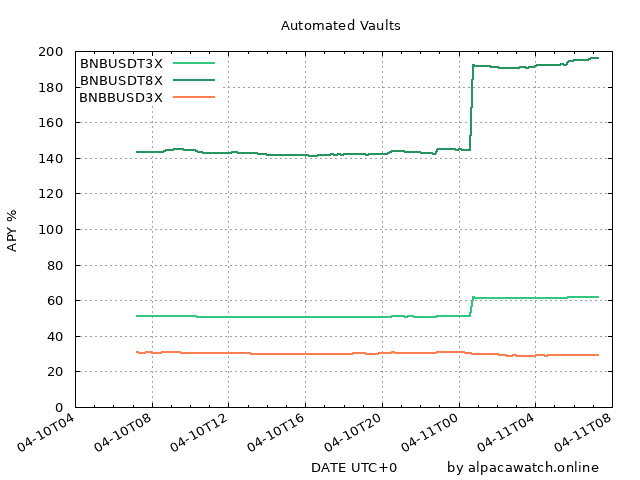 Automated Vaults
BNBUSDT3X
BNBUSDT8X
BNBBUSD3X
APY %
200
180
160
140
120
100
80
60
40
20
0
04-10T04
04-10T08
04-10T12
04-10T16
04-10T20
04-11T00
04-11T04
04-11T08
DATE UTC+0
by alpacawatch.online